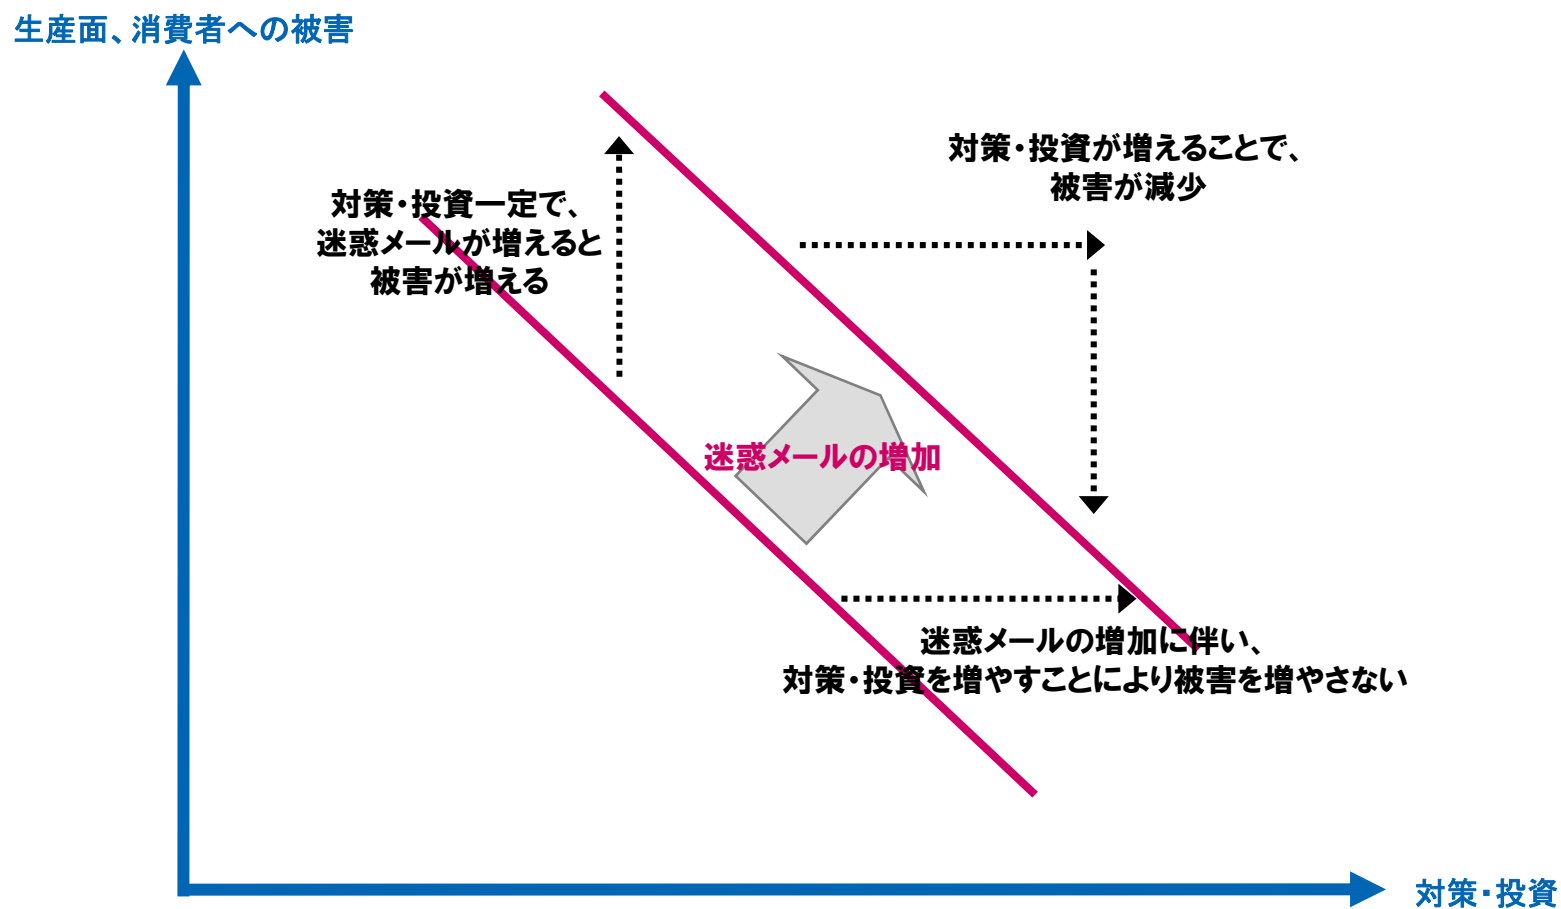 生産面、消費者への被害
対策・投資が増えることで、
被害が減少
対策・投資一定で、
迷惑メールが増えると
被害が増える
迷惑メールの増加
迷惑メールの増加に伴い、
対策・投資を増やすことにより被害を増やさない
対策・投資